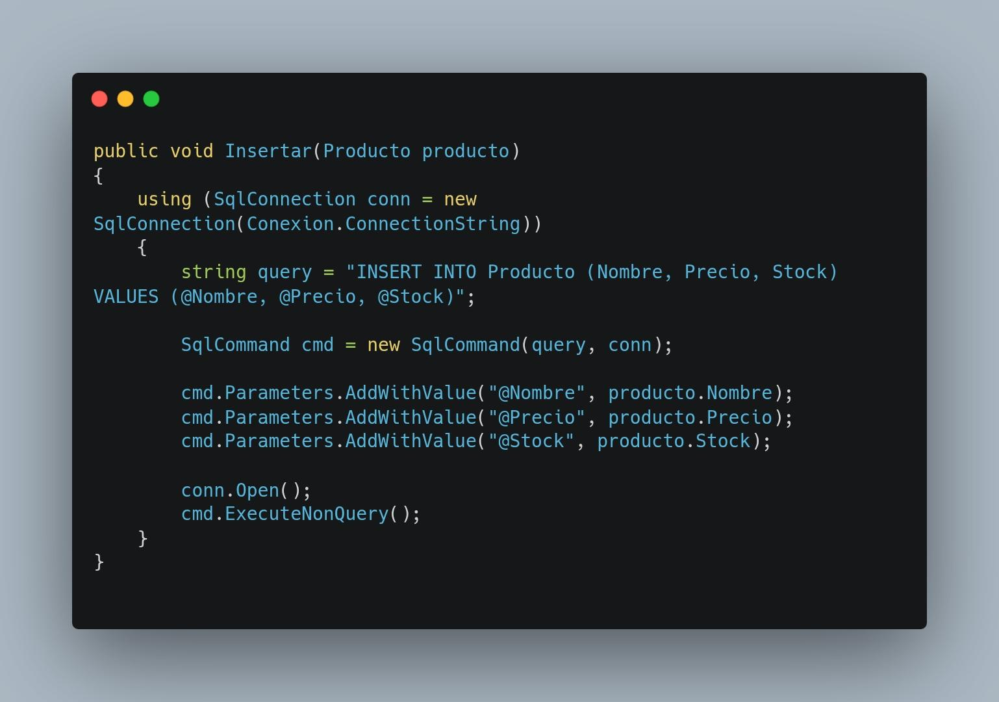 public void Insertar(Producto producto)
{
    using (SqlConnection conn = new
SqlConnection(Conexion.ConnectionString))
    {
        string query = "INSERT INTO Producto (Nombre, Precio, Stock)
VALUES (@Nombre, @Precio, @Stock)";

        SqlCommand cmd = new SqlCommand(query, conn);

        cmd.Parameters.AddWithValue("@Nombre", producto.Nombre);
        cmd.Parameters.AddWithValue("@Precio", producto.Precio);
        cmd.Parameters.AddWithValue("@Stock", producto.Stock);

        conn.Open();
        cmd.ExecuteNonQuery();
    }
}